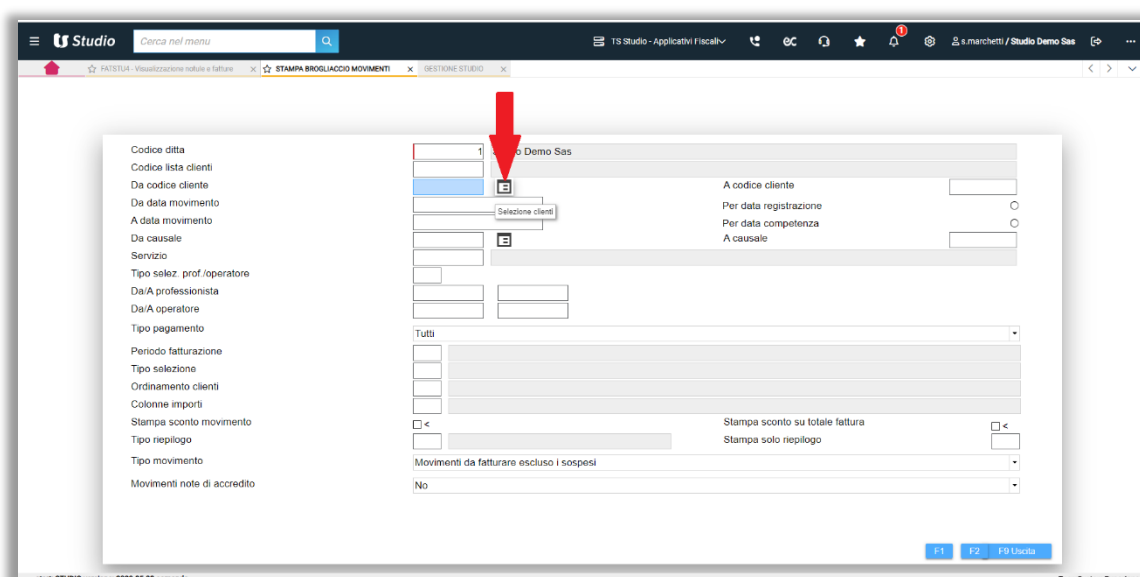 Studio Cerca nel menu TS Studio - Applicativi Fiscali 1 s.marchetti / Studio Demo Sas
FATSTU4 - Visualizzazione notule e fatture × STAMPA BROGLIACCIO MOVIMENTI × GESTIONE STUDIO ×
Codice ditta 1 Demo Sas
Codice lista clienti
Da codice cliente A codice cliente
Selezione clienti
Da data movimento Per data registrazione
A data movimento Per data competenza
Da causale A causale
Servizio
Tipo selez. prof./operatore
Da/A professionista
Da/A operatore
Tipo pagamento Tutti
Periodo fatturazione
Tipo selezione
Ordinamento clienti
Colonne importi
Stampa sconto movimento < Stampa sconto su totale fattura <
Tipo riepilogo Stampa solo riepilogo
Tipo movimento Movimenti da fatturare escluso i sospesi
Movimenti note di accredito No
F1 F2 F9 Uscita